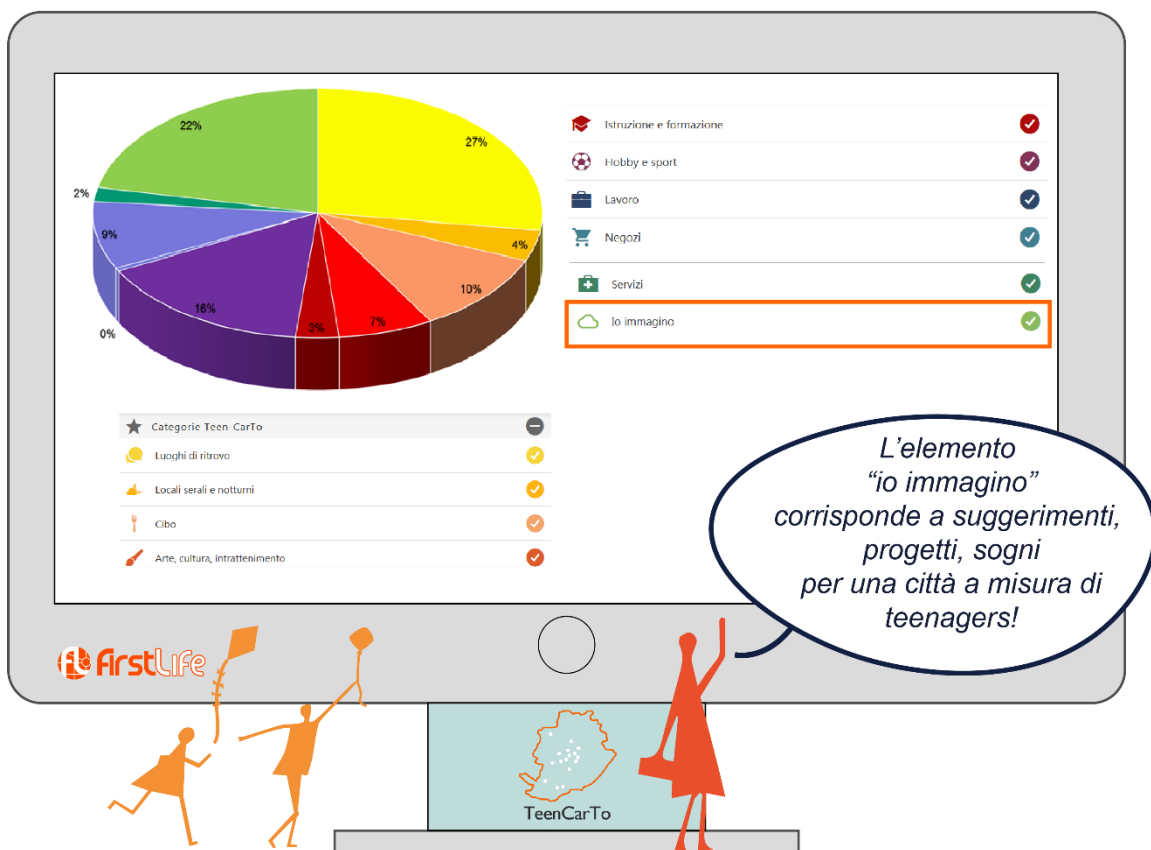 22%
27%
2%
9%
4%
10%
16%
3%
7%
0%
Istruzione e formazione
Hobby e sport
Lavoro
Negozi
Servizi
Io immagino
Categorie Teen-CarTo
Luoghi di ritrovo
Locali serali e notturni
Cibo
Arte, cultura, intrattenimento
L'elemento
"io immagino"
corrisponde a suggerimenti,
progetti, sogni
per una città a misura di
teenagers!
fl firstlife
TeenCarTo